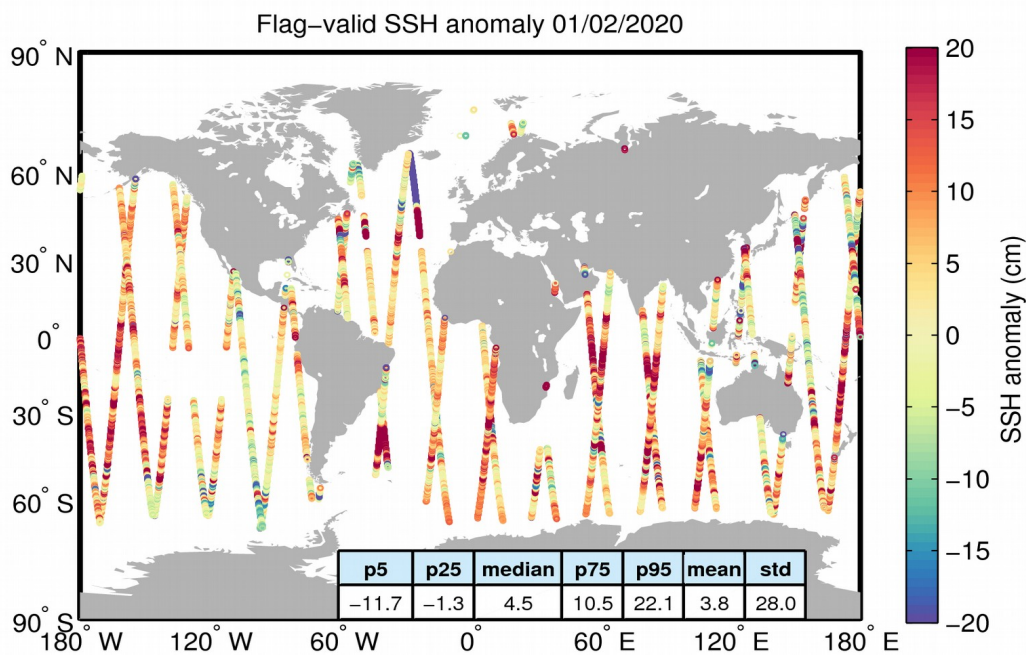 Flag−valid SSH anomaly 01/02/2020
90° N
60° N
30° N
0°
30° S
60° S
90° S
180° W
120° W
60° W
0°
60° E
120° E
180° E
p5 p25 median p75 p95 mean std
−11.7 −1.3 4.5 10.5 22.1 3.8 28.0
20
15
10
5
0
−5
−10
−15
−20
SSH anomaly (cm)